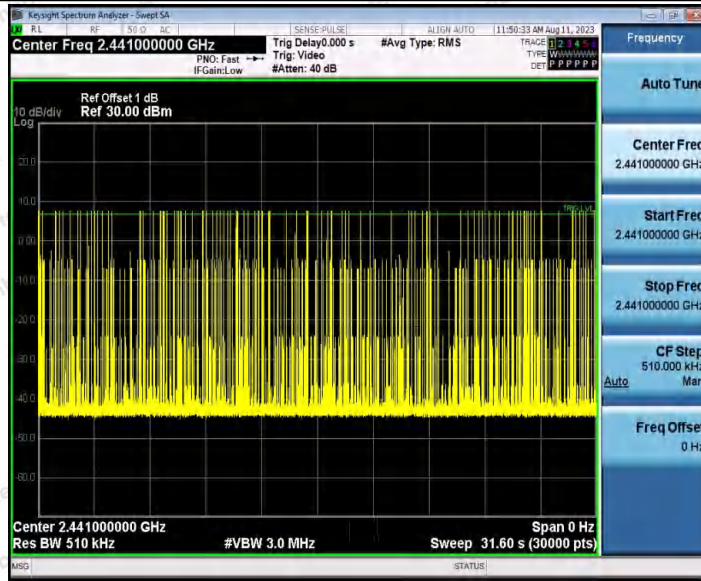 Keysight Spectrum Analyzer - Swept SA
RL RF 50 Ω AC SENSE:PULSE ALIGN AUTO 11:50:33 AM Aug 11, 2023
Center Freq 2.441000000 GHz
PNO: Fast
IFGain:Low
Trig Delay0.000 s
Trig: Video
#Atten: 40 dB
#Avg Type: RMS
TRACE 1 2 3 4 5 6
TYPE WWWWWW
DET P P P P P P
Ref Offset 1 dB
10 dB/div Ref 30.00 dBm
Log
20.0
10.0
TRIG LVL
0.00
-10.0
-20.0
-30.0
-40.0
-50.0
-60.0
Center 2.441000000 GHz Span 0 Hz
Res BW 510 kHz #VBW 3.0 MHz Sweep 31.60 s (30000 pts)
MSG STATUS
Frequency
Auto Tune
Center Freq
2.441000000 GHz
Start Freq
2.441000000 GHz
Stop Freq
2.441000000 GHz
CF Step
510.000 kHz
Auto Man
Freq Offset
0 Hz